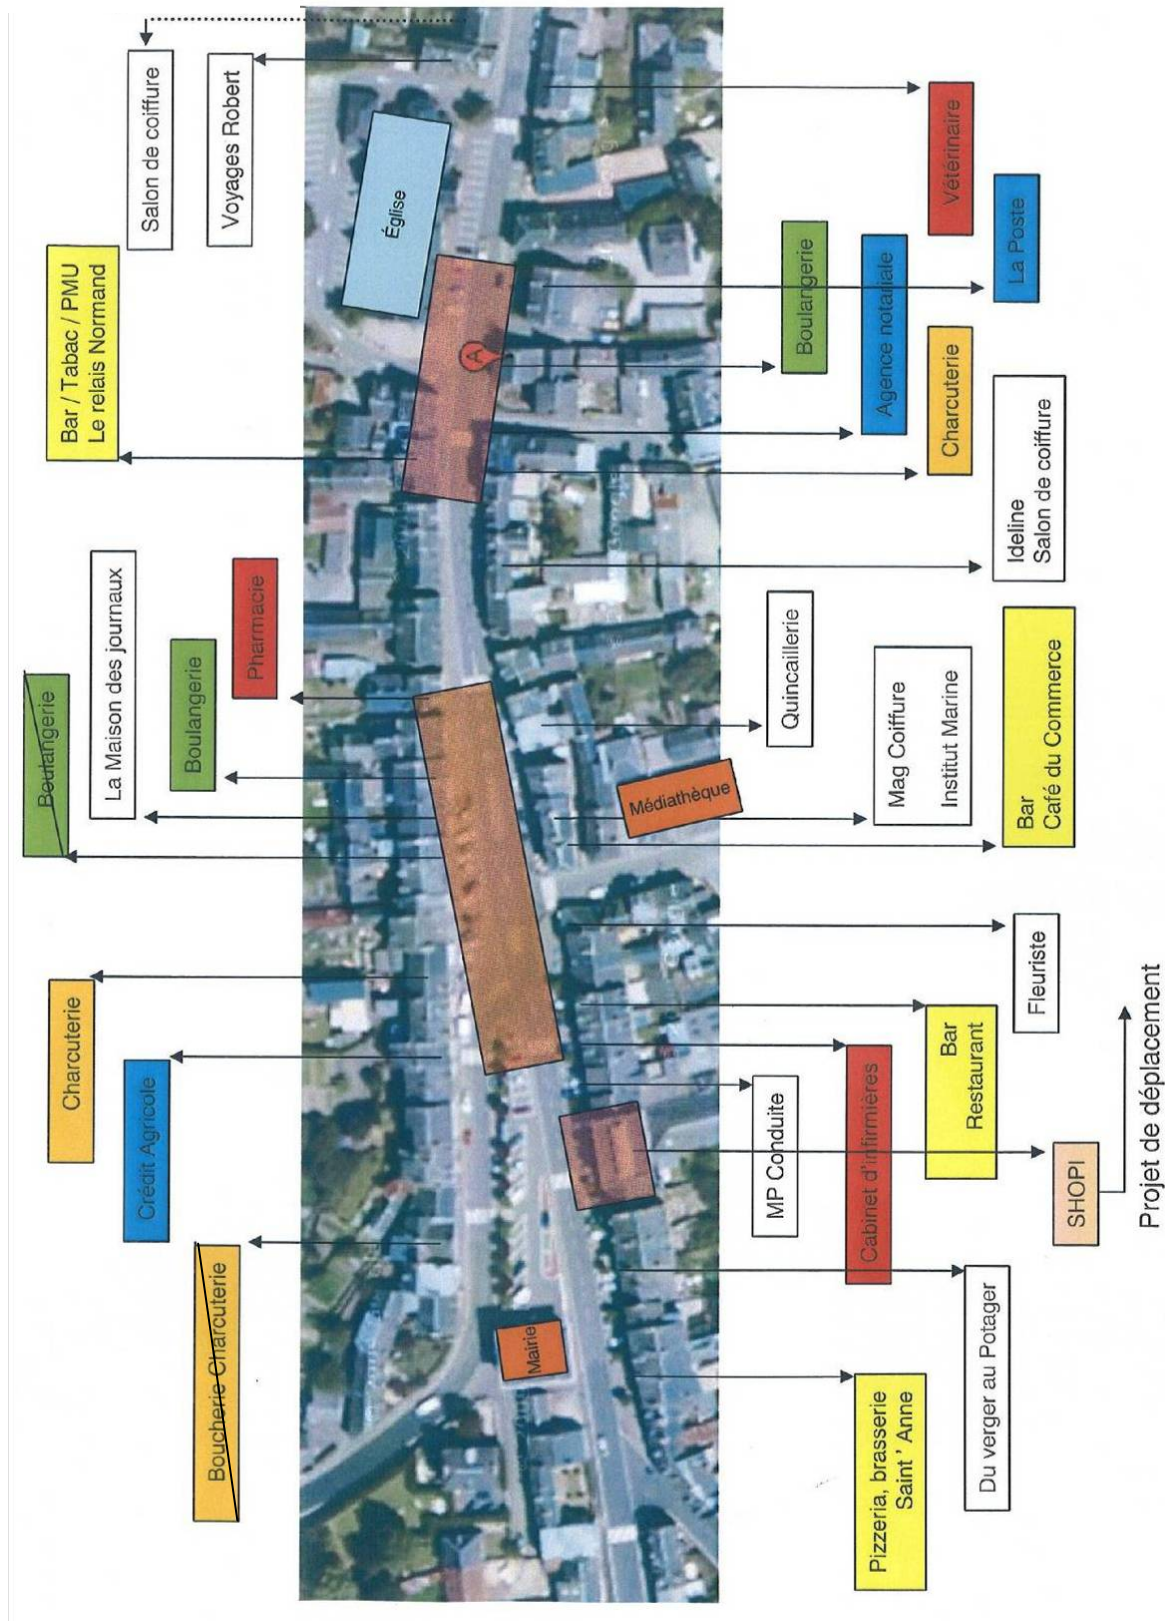 Salon de coiffure
Voyages Robert
Bar / Tabac / PMU
Le relais Normand
Église
A
Vétérinaire
La Poste
Boulangerie
Agence notariale
Charcuterie
Ideline
Salon de coiffure
Pharmacie
Boulangerie
La Maison des journaux
Boulangerie
Quincaillerie
Médiathèque
Mag Coiffure
Institut Marine
Bar
Café du Commerce
Charcuterie
Crédit Agricole
Boucherie Charcuterie
Fleuriste
Bar
Restaurant
Cabinet d'infirmières
MP Conduite
SHOPI
Projet de déplacement
Mairie
Du verger au Potager
Pizzeria, brasserie
Saint ' Anne